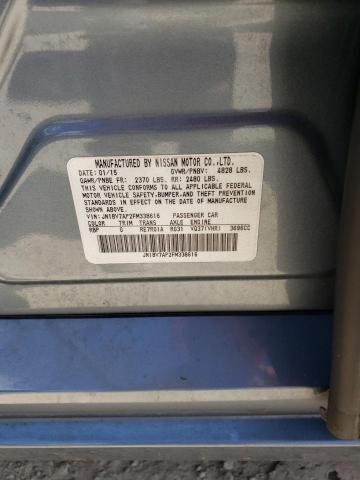 MANUFACTURED BY NISSAN MOTOR CO.,LTD.
DATE: 01/15 GVWR/PNBV: 4828 LBS.
GAWR/PNBE FR: 2370 LBS. RR: 2480 LBS.
THIS VEHICLE CONFORMS TO ALL APPLICABLE FEDERAL
MOTOR VEHICLE SAFETY,BUMPER,AND THEFT
PREVENTION STANDARDS IN EFFECT ON THE DATE OF MANUFACTURE
SHOWN ABOVE.
VIN: JN1BV7AP2FM338616 PASSENGER CAR
COLOR TRIM TRANS AXLE ENGINE
RBP G RE7R01A RG31 VQ37(VHR) 3696CC
JN1BV7AP2FM338616